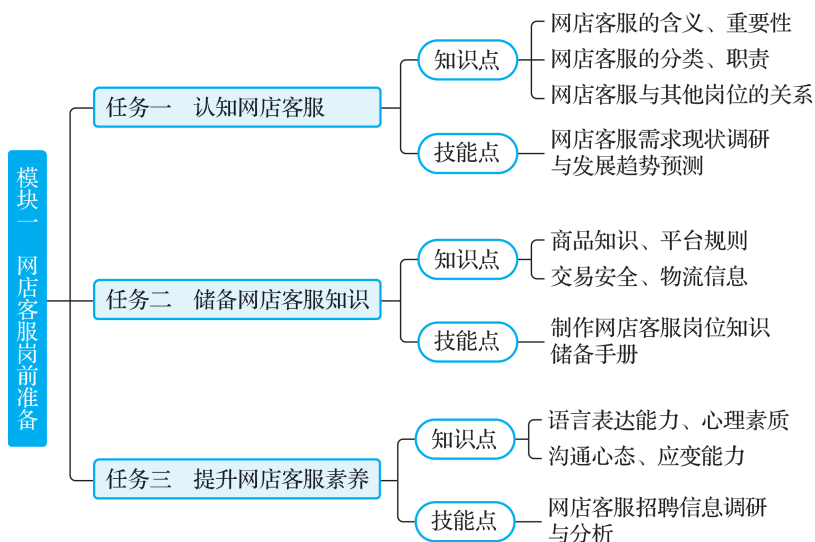 模块一　网店客服岗前准备
任务一　认知网店客服
知识点
网店客服的含义、重要性
网店客服的分类、职责
网店客服与其他岗位的关系
技能点
网店客服需求现状调研
与发展趋势预测
任务二　储备网店客服知识
知识点
商品知识、平台规则
交易安全、物流信息
技能点
制作网店客服岗位知识
储备手册
任务三　提升网店客服素养
知识点
语言表达能力、心理素质
沟通心态、应变能力
技能点
网店客服招聘信息调研
与分析